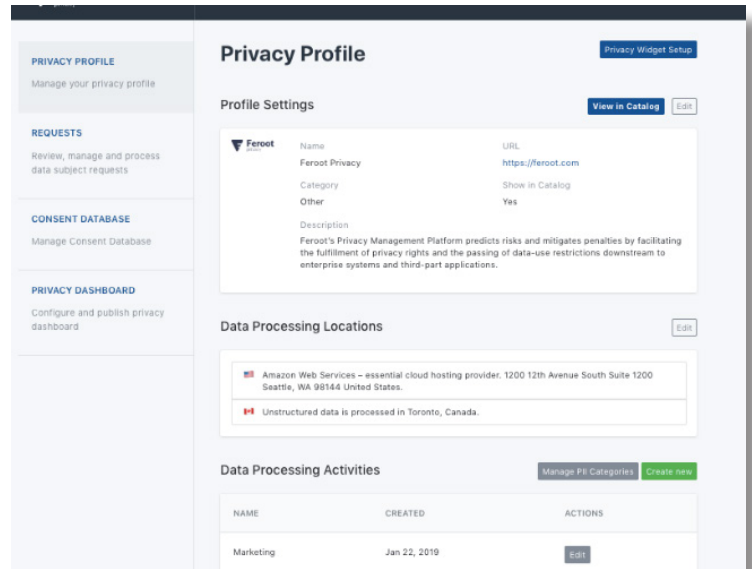 PRIVACY PROFILE
Manage your privacy profile
REQUESTS
Review, manage and process
data subject requests
CONSENT DATABASE
Manage Consent Database
PRIVACY DASHBOARD
Configure and publish privacy
dashboard
Privacy Profile
Privacy Widget Setup
Profile Settings
View in Catalog
Edit
Feroot
privacy
Name
Feroot Privacy
URL
https://feroot.com
Category
Other
Show in Catalog
Yes
Description
Feroot's Privacy Management Platform predicts risks and mitigates penalties by facilitating
the fulfillment of privacy rights and the passing of data-use restrictions downstream to
enterprise systems and third-part applications.
Data Processing Locations
Edit
Amazon Web Services – essential cloud hosting provider. 1200 12th Avenue South Suite 1200
Seattle, WA 98144 United States.
Unstructured data is processed in Toronto, Canada.
Data Processing Activities
Manage PII Categories
Create new
NAME
CREATED
ACTIONS
Marketing
Jan 22, 2019
Edit